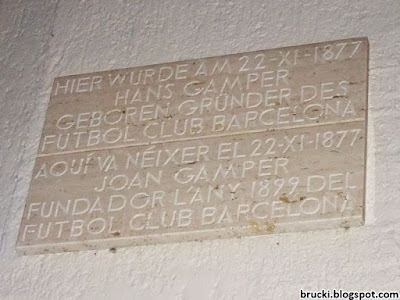 HIER WURDE AM 22-XI-1877
HANS GAMPER
GEBOREN, GRÜNDER DES
FUTBOL CLUB BARCELONA
AQUÍ VA NÉIXER EL 22-XI-1877
JOAN GAMPER
FUNDADOR L'ANY 1899 DEL
FUTBOL CLUB BARCELONA
brucki.blogspot.com